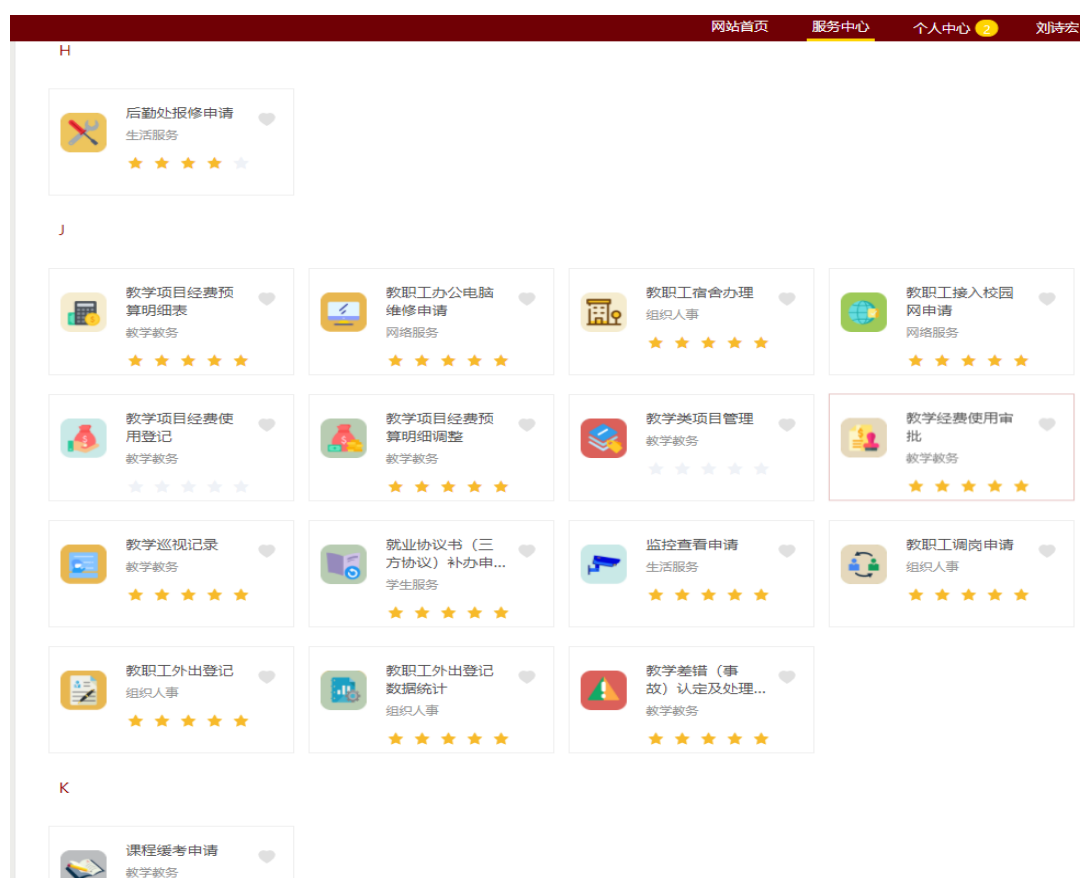 网站首页 服务中心 个人中心 2 刘诗宏
H
后勤处报修申请
生活服务
J
教学项目经费预
算明细表
教学教务
教职工办公电脑
维修申请
网络服务
教职工宿舍办理
组织人事
教职工接入校园
网申请
网络服务
教学项目经费使
用登记
教学教务
教学项目经费预
算明细调整
教学教务
教学类项目管理
教学教务
教学经费使用审
批
教学教务
教学巡视记录
教学教务
就业协议书（三
方协议）补办申...
学生服务
监控查看申请
生活服务
教职工调岗申请
组织人事
教职工外出登记
组织人事
教职工外出登记
数据统计
组织人事
教学差错（事
故）认定及处理...
教学教务
K
课程缓考申请
教学教务